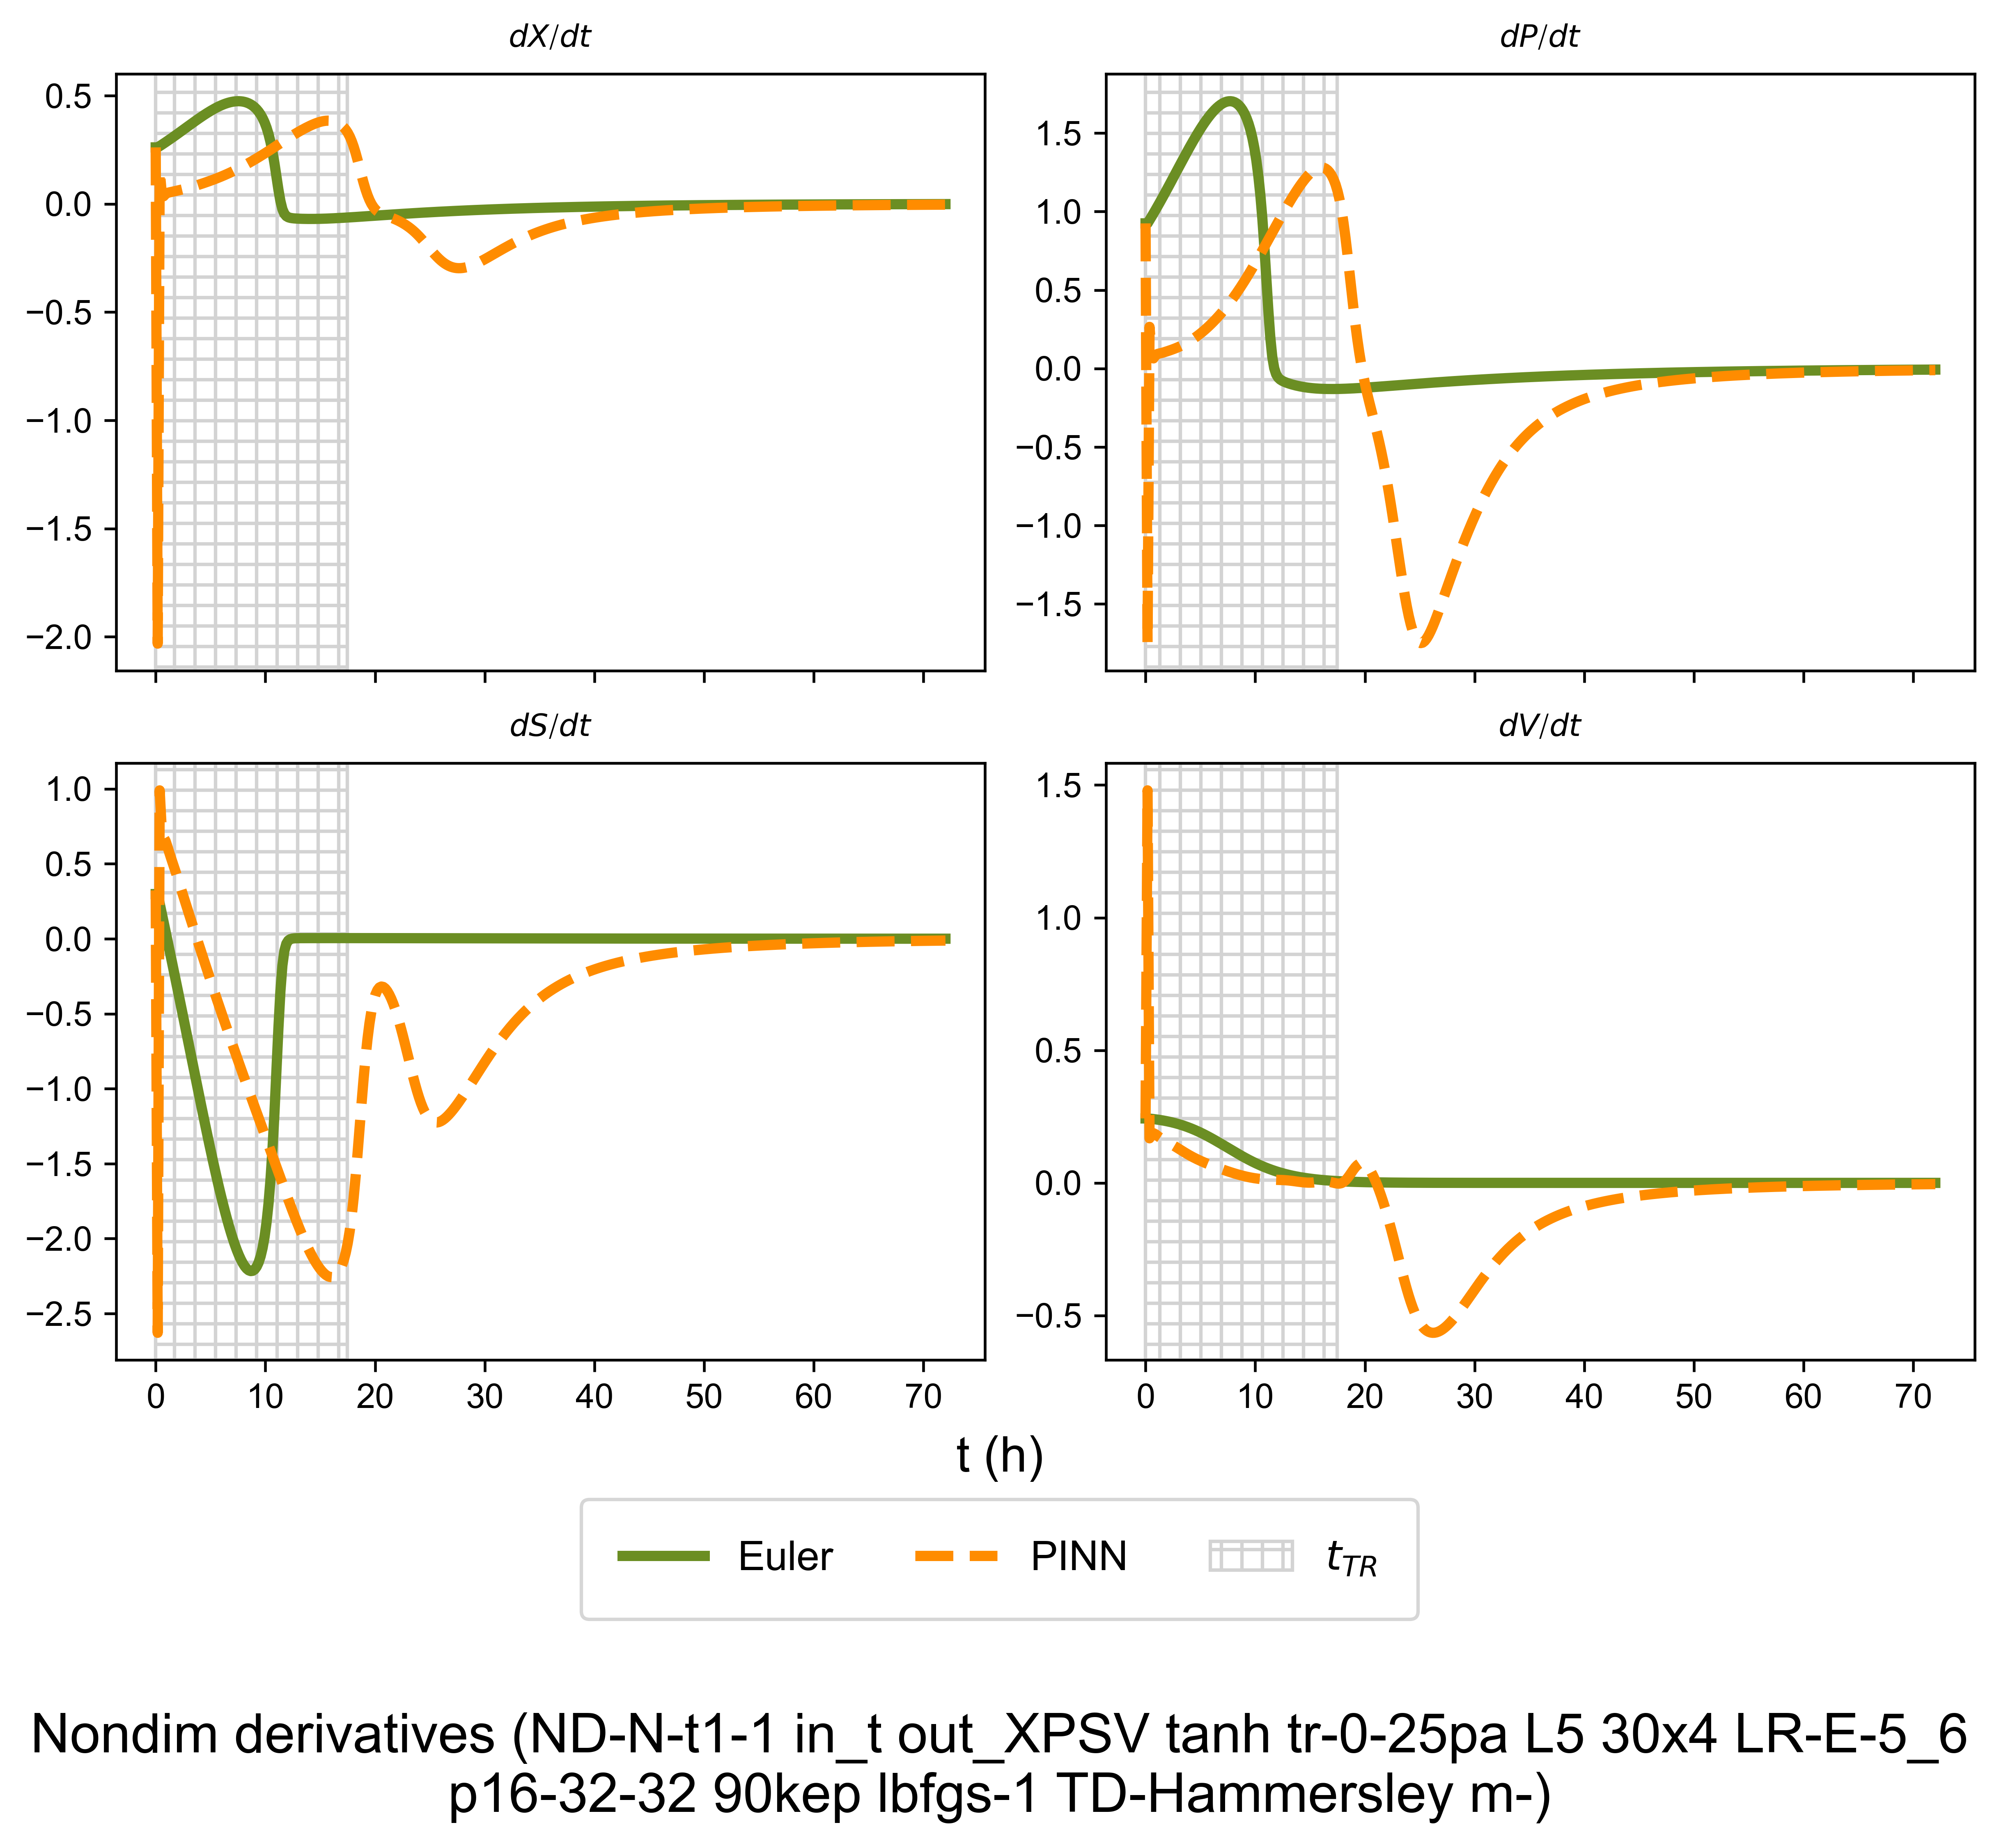 dX/dt
dP/dt
0.5
0.0
−0.5
−1.0
−1.5
−2.0
1.5
1.0
0.5
0.0
−0.5
−1.0
−1.5
dS/dt
dV/dt
1.0
0.5
0.0
−0.5
−1.0
−1.5
−2.0
−2.5
0 10 20 30 40 50 60 70
1.5
1.0
0.5
0.0
−0.5
0 10 20 30 40 50 60 70
t (h)
Euler PINN t_TR
Nondim derivatives (ND-N-t1-1 in_t out_XPSV tanh tr-0-25pa L5 30x4 LR-E-5_6
p16-32-32 90kep lbfgs-1 TD-Hammersley m-)